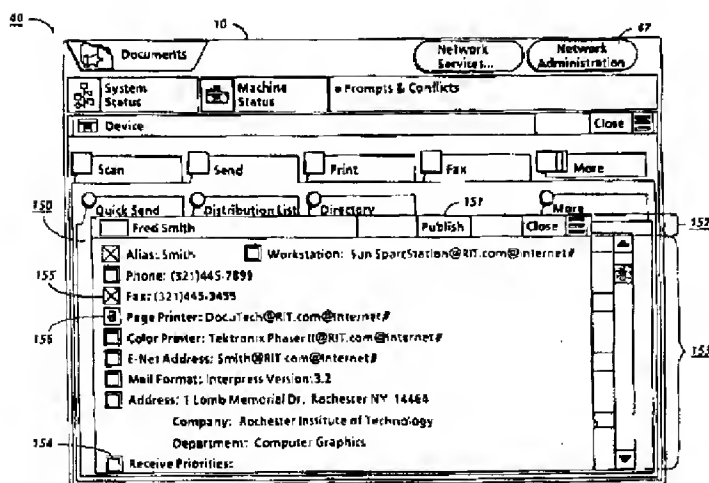 40
10
67
Documents
Network Services...
Network Administration
System Status
Machine Status
Prompts & Conflicts
Device
Close
Scan
Send
Print
Fax
More
Quick Send
Distribution List
Directory
151
More
150
Fred Smith
Publish
Close
152
Alias: Smith
Workstation: Sun SparcStation@RIT.com@internet#
Phone: (321)445-7899
155
Fax: (321)445-3455
156
Page Printer: DocuTech@RIT.com@internet#
Color Printer: Tektronix Phaser II@RIT.com@internet#
153
E-Net Address: Smith@RIT.com@internet#
Mail Format: Interpress Version:3.2
Address: 1 Lomb Memorial Dr. Rochester NY 14464
Company: Rochester Institute of Technology
Department: Computer Graphics
154
Receive Priorities: